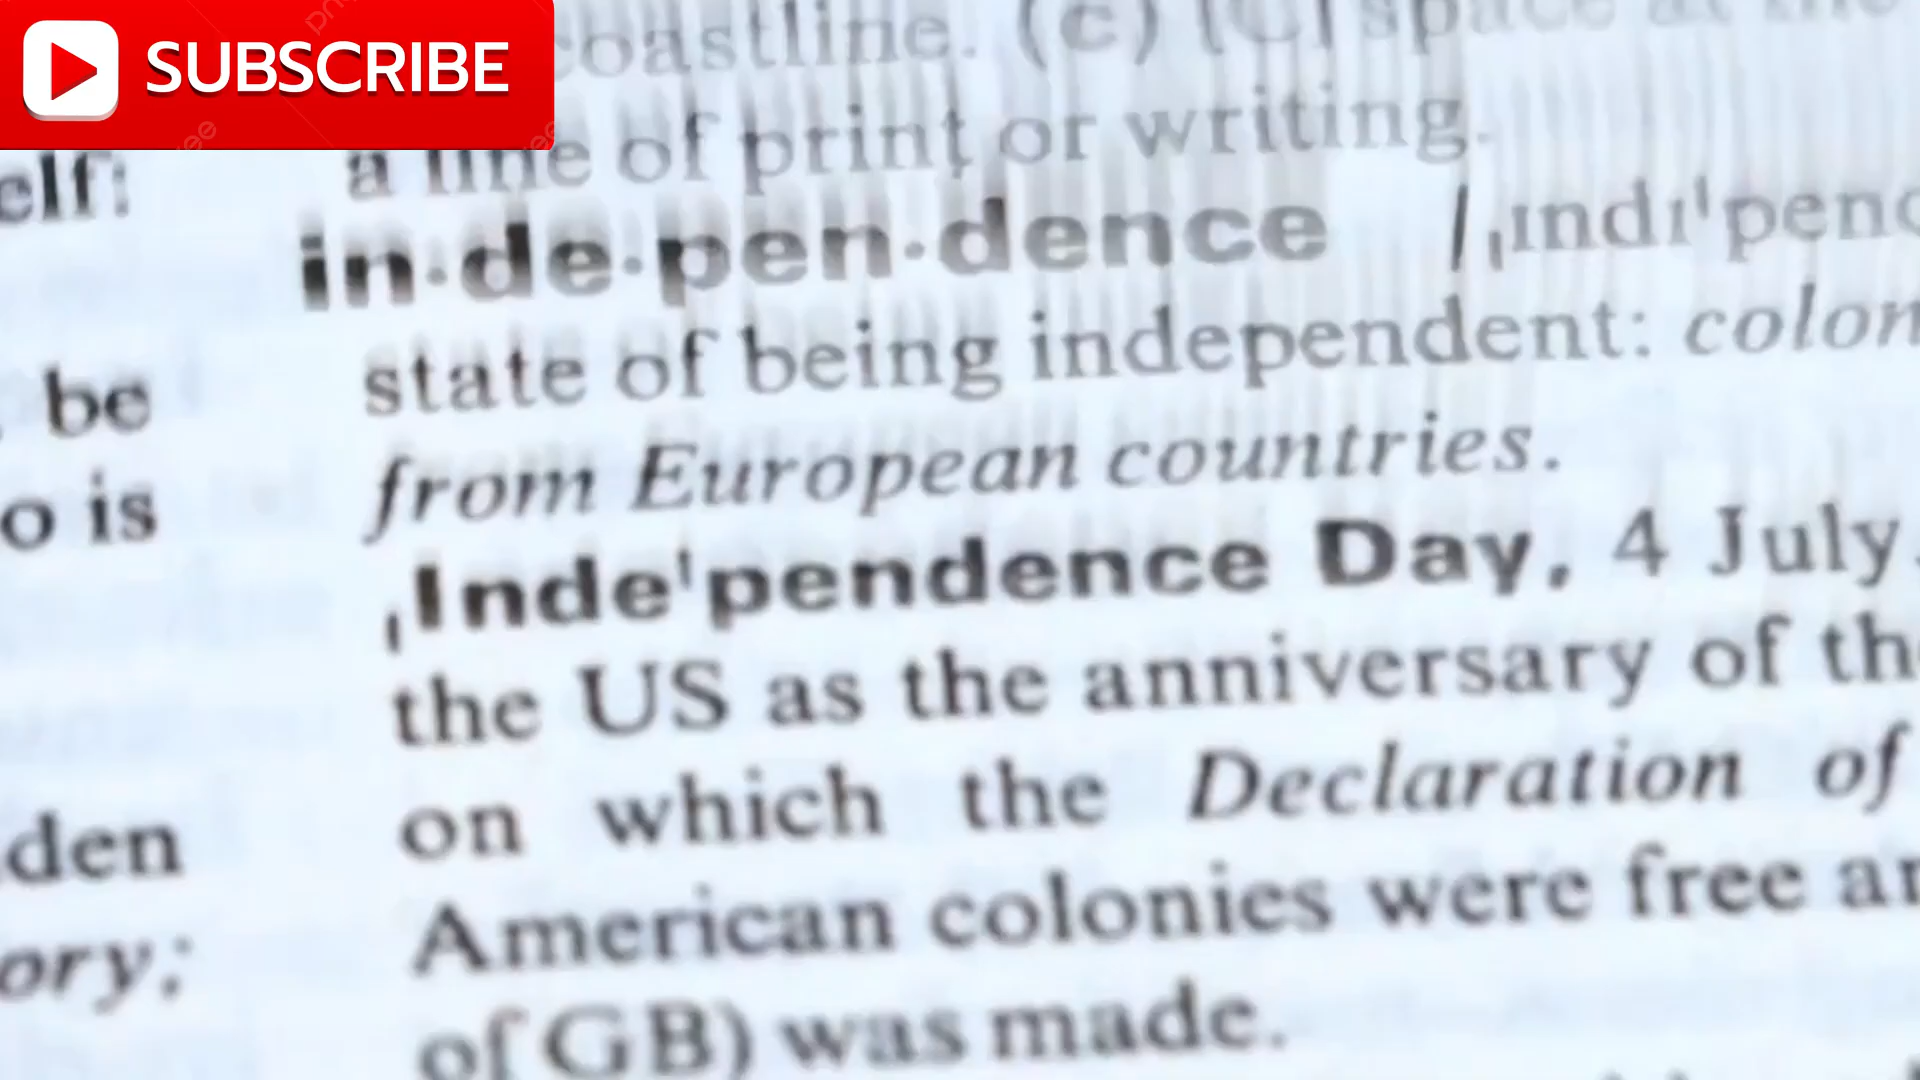 SUBSCRIBE
coastline. (c) [C] space at the
a line of print or writing.
elf:
in·de·pen·dence /ˌɪndɪˈpend
state of being independent: colon
be
from European countries.
o is
ˌIndeˈpendence Day, 4 July
the US as the anniversary of the
on which the Declaration of
den
American colonies were free an
ory;
of GB) was made.